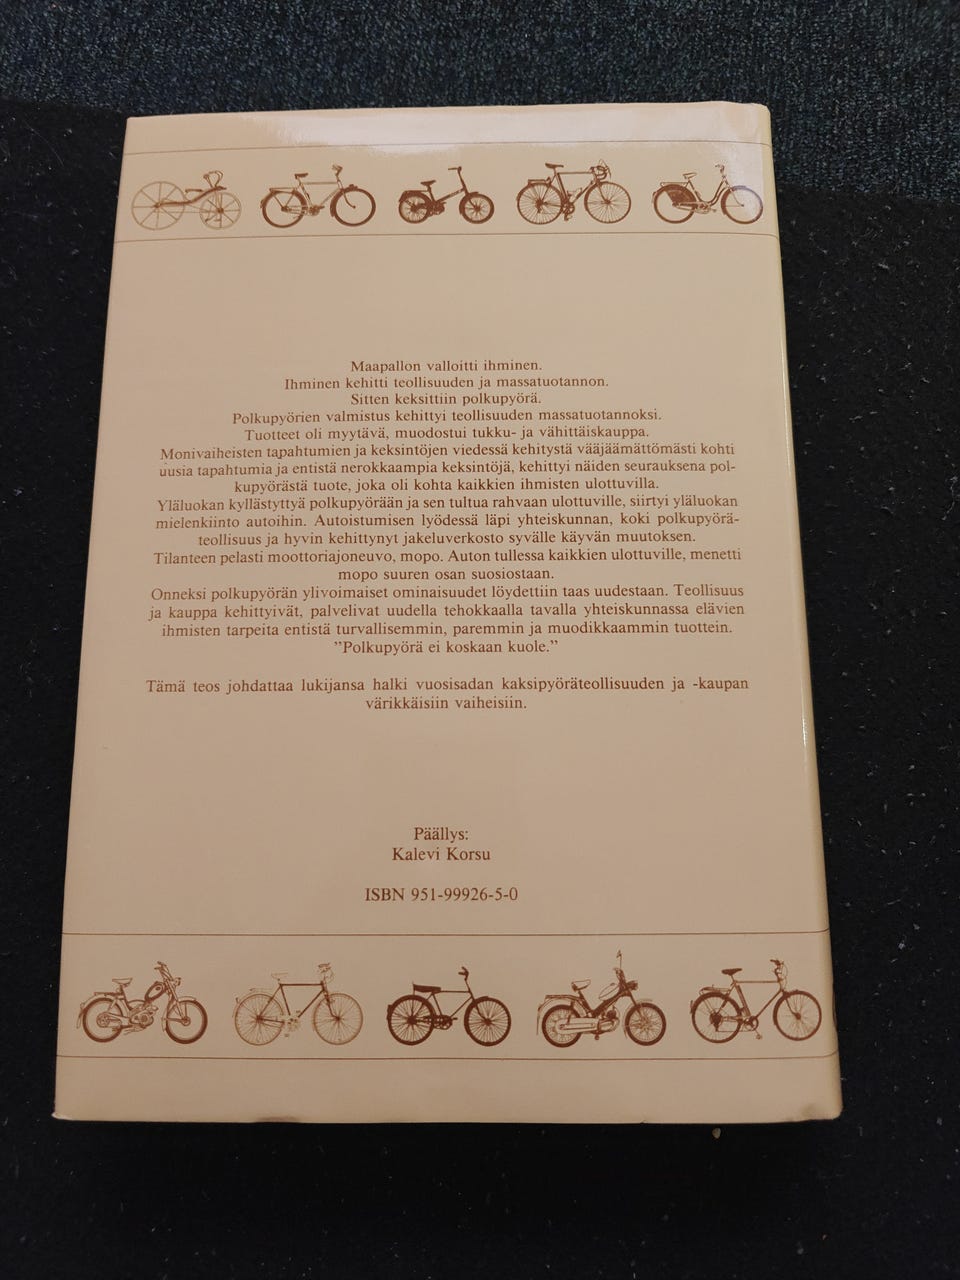 Maapallon valloitti ihminen.
Ihminen kehitti teollisuuden ja massatuotannon.
Sitten keksittiin polkupyörä.
Polkupyörien valmistus kehittyi teollisuuden massatuotannoksi.
Tuotteet oli myytävä, muodostui tukku- ja vähittäiskauppa.
Monivaiheisten tapahtumien ja keksintöjen viedessä kehitystä vääjäämättömästi kohti
uusia tapahtumia ja entistä nerokkaampia keksintöjä, kehittyi näiden seurauksena pol-
kupyörästä tuote, joka oli kohta kaikkien ihmisten ulottuvilla.
Yläluokan kyllästyttyä polkupyörään ja sen tultua rahvaan ulottuville, siirtyi yläluokan
mielenkiinto autoihin. Autoistumisen lyödessä läpi yhteiskunnan, koki polkupyörä-
teollisuus ja hyvin kehittynyt jakeluverkosto syvälle käyvän muutoksen.
Tilanteen pelasti moottoriajoneuvo, mopo. Auton tullessa kaikkien ulottuville, menetti
mopo suuren osan suosiostaan.
Onneksi polkupyörän ylivoimaiset ominaisuudet löydettiin taas uudestaan. Teollisuus
ja kauppa kehittyivät, palvelivat uudella tehokkaalla tavalla yhteiskunnassa elävien
ihmisten tarpeita entistä turvallisemmin, paremmin ja muodikkaammin tuottein.
"Polkupyörä ei koskaan kuole."
Tämä teos johdattaa lukijansa halki vuosisadan kaksipyöräteollisuuden ja -kaupan
värikkäisiin vaiheisiin.
Päällys:
Kalevi Korsu
ISBN 951-99926-5-0